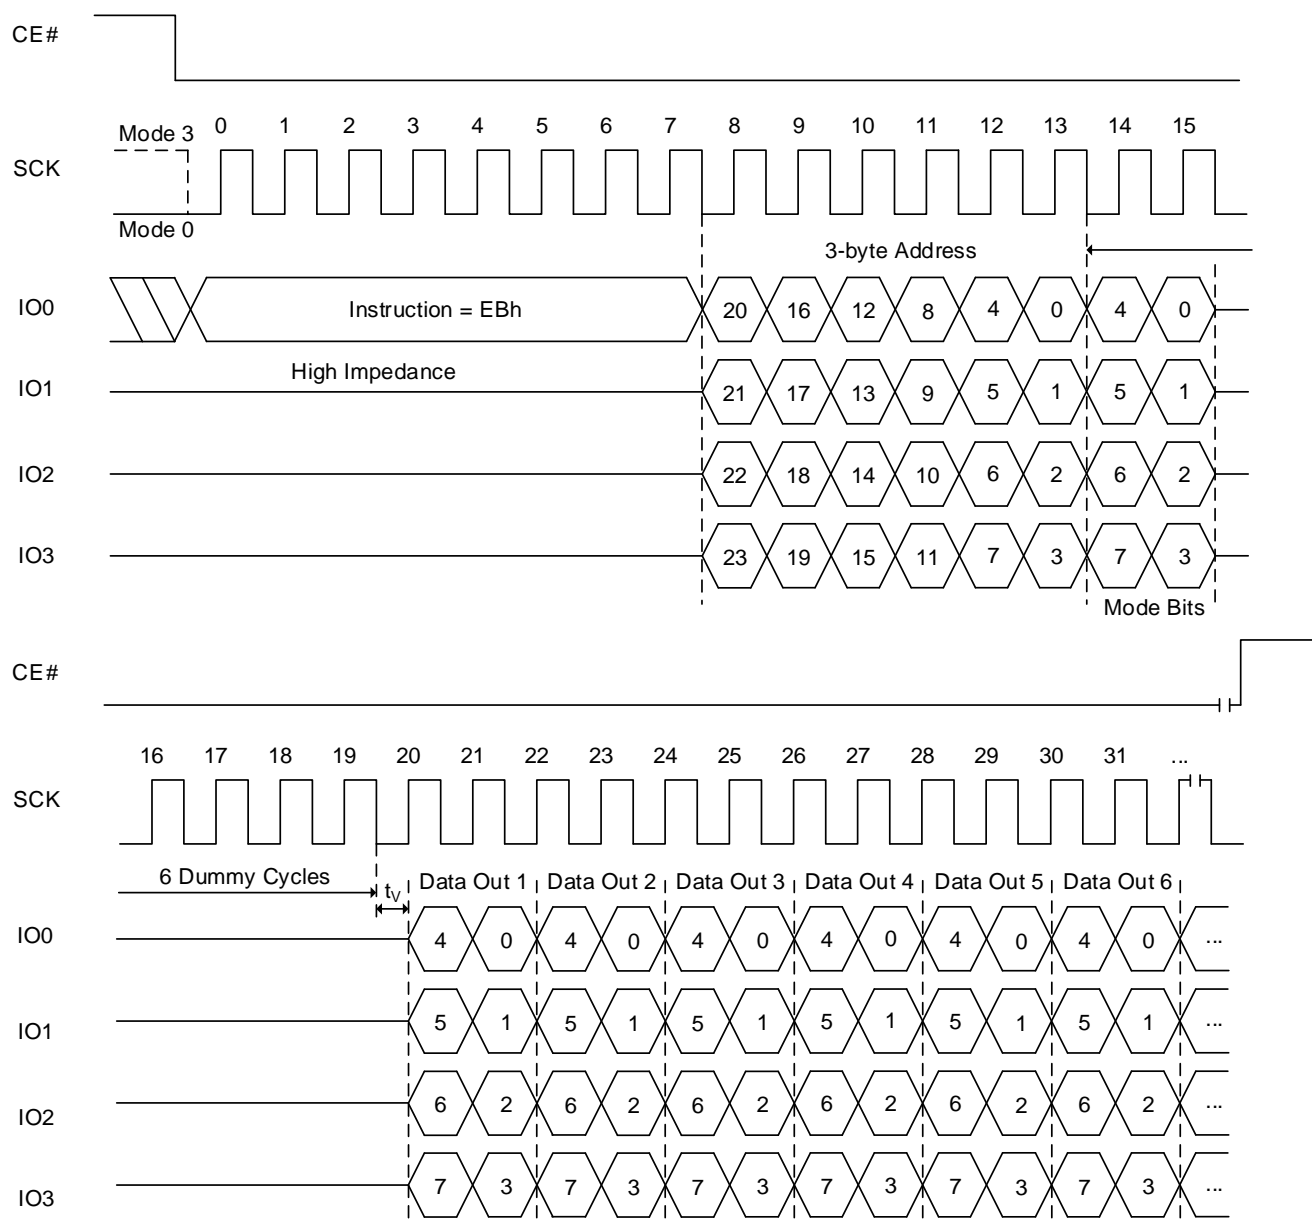 CE#
Mode 3 0 1 2 3 4 5 6 7 8 9 10 11 12 13 14 15
SCK
Mode 0
3-byte Address
IO0 Instruction = EBh 20 16 12 8 4 0 4 0
High Impedance
IO1 21 17 13 9 5 1 5 1
IO2 22 18 14 10 6 2 6 2
IO3 23 19 15 11 7 3 7 3
Mode Bits
CE#
16 17 18 19 20 21 22 23 24 25 26 27 28 29 30 31 ...
SCK
6 Dummy Cycles tV Data Out 1 Data Out 2 Data Out 3 Data Out 4 Data Out 5 Data Out 6
IO0 4 0 4 0 4 0 4 0 4 0 4 0 ...
IO1 5 1 5 1 5 1 5 1 5 1 5 1 ...
IO2 6 2 6 2 6 2 6 2 6 2 6 2 ...
IO3 7 3 7 3 7 3 7 3 7 3 7 3 ...